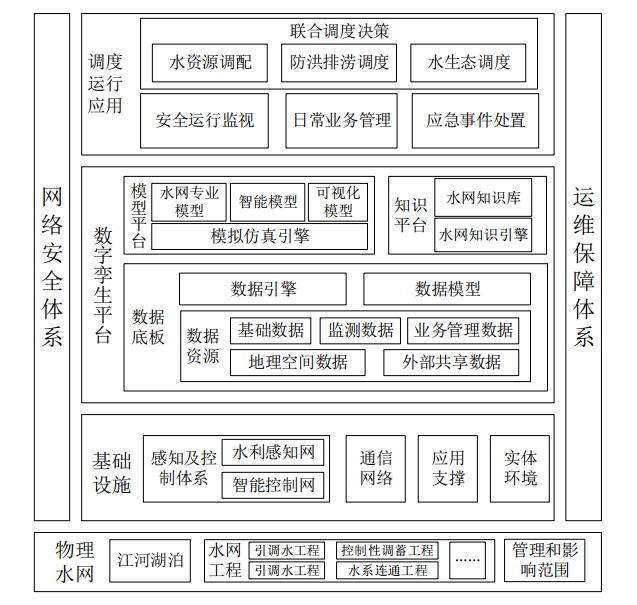 网络安全体系
调度
运行
应用
联合调度决策
水资源调配
防洪排涝调度
水生态调度
安全运行监视
日常业务管理
应急事件处置
数字孪生平台
模型平台
水网专业
模型
智能模型
可视化
模型
模拟仿真引擎
知识
平台
水网知识库
水网知识引擎
数据
底板
数据引擎
数据模型
数据
资源
基础数据
监测数据
业务管理数据
地理空间数据
外部共享数据
基础
设施
感知及控
制体系
水利感知网
智能控制网
通信
网络
应用
支撑
实体
环境
运维保障体系
物理
水网
江河湖泊
水网
工程
引调水工程
控制性调蓄工程
引调水工程
水系连通工程
……
管理和影
响范围